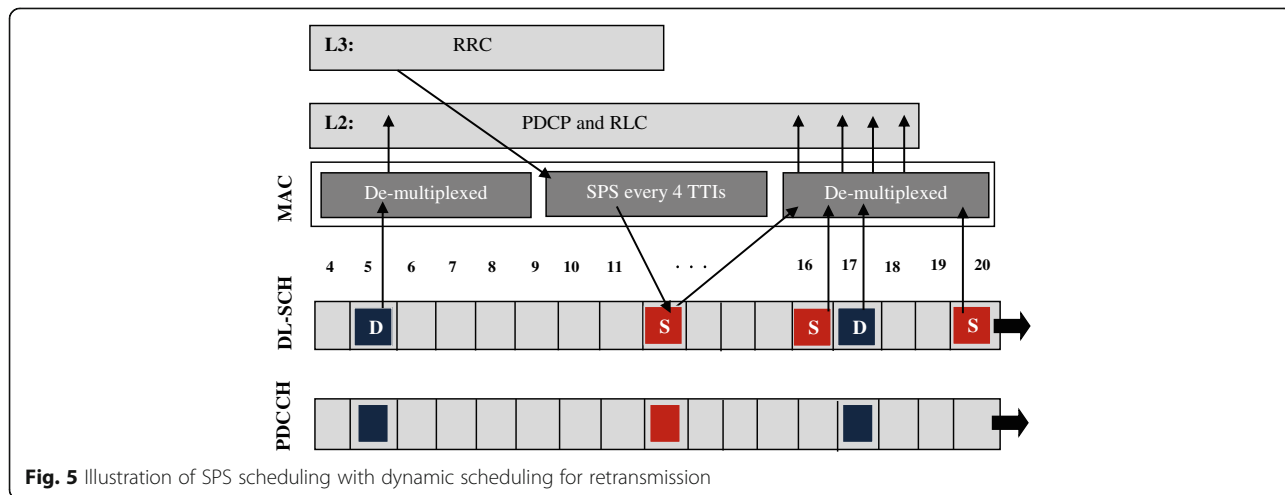 L3: RRC
L2: PDCP and RLC
MAC
De-multiplexed SPS every 4 TTIs De-multiplexed
4 5 6 7 8 9 10 11 . . . 16 17 18 19 20
DL-SCH
D S S D S
PDCCH
Fig. 5 Illustration of SPS scheduling with dynamic scheduling for retransmission